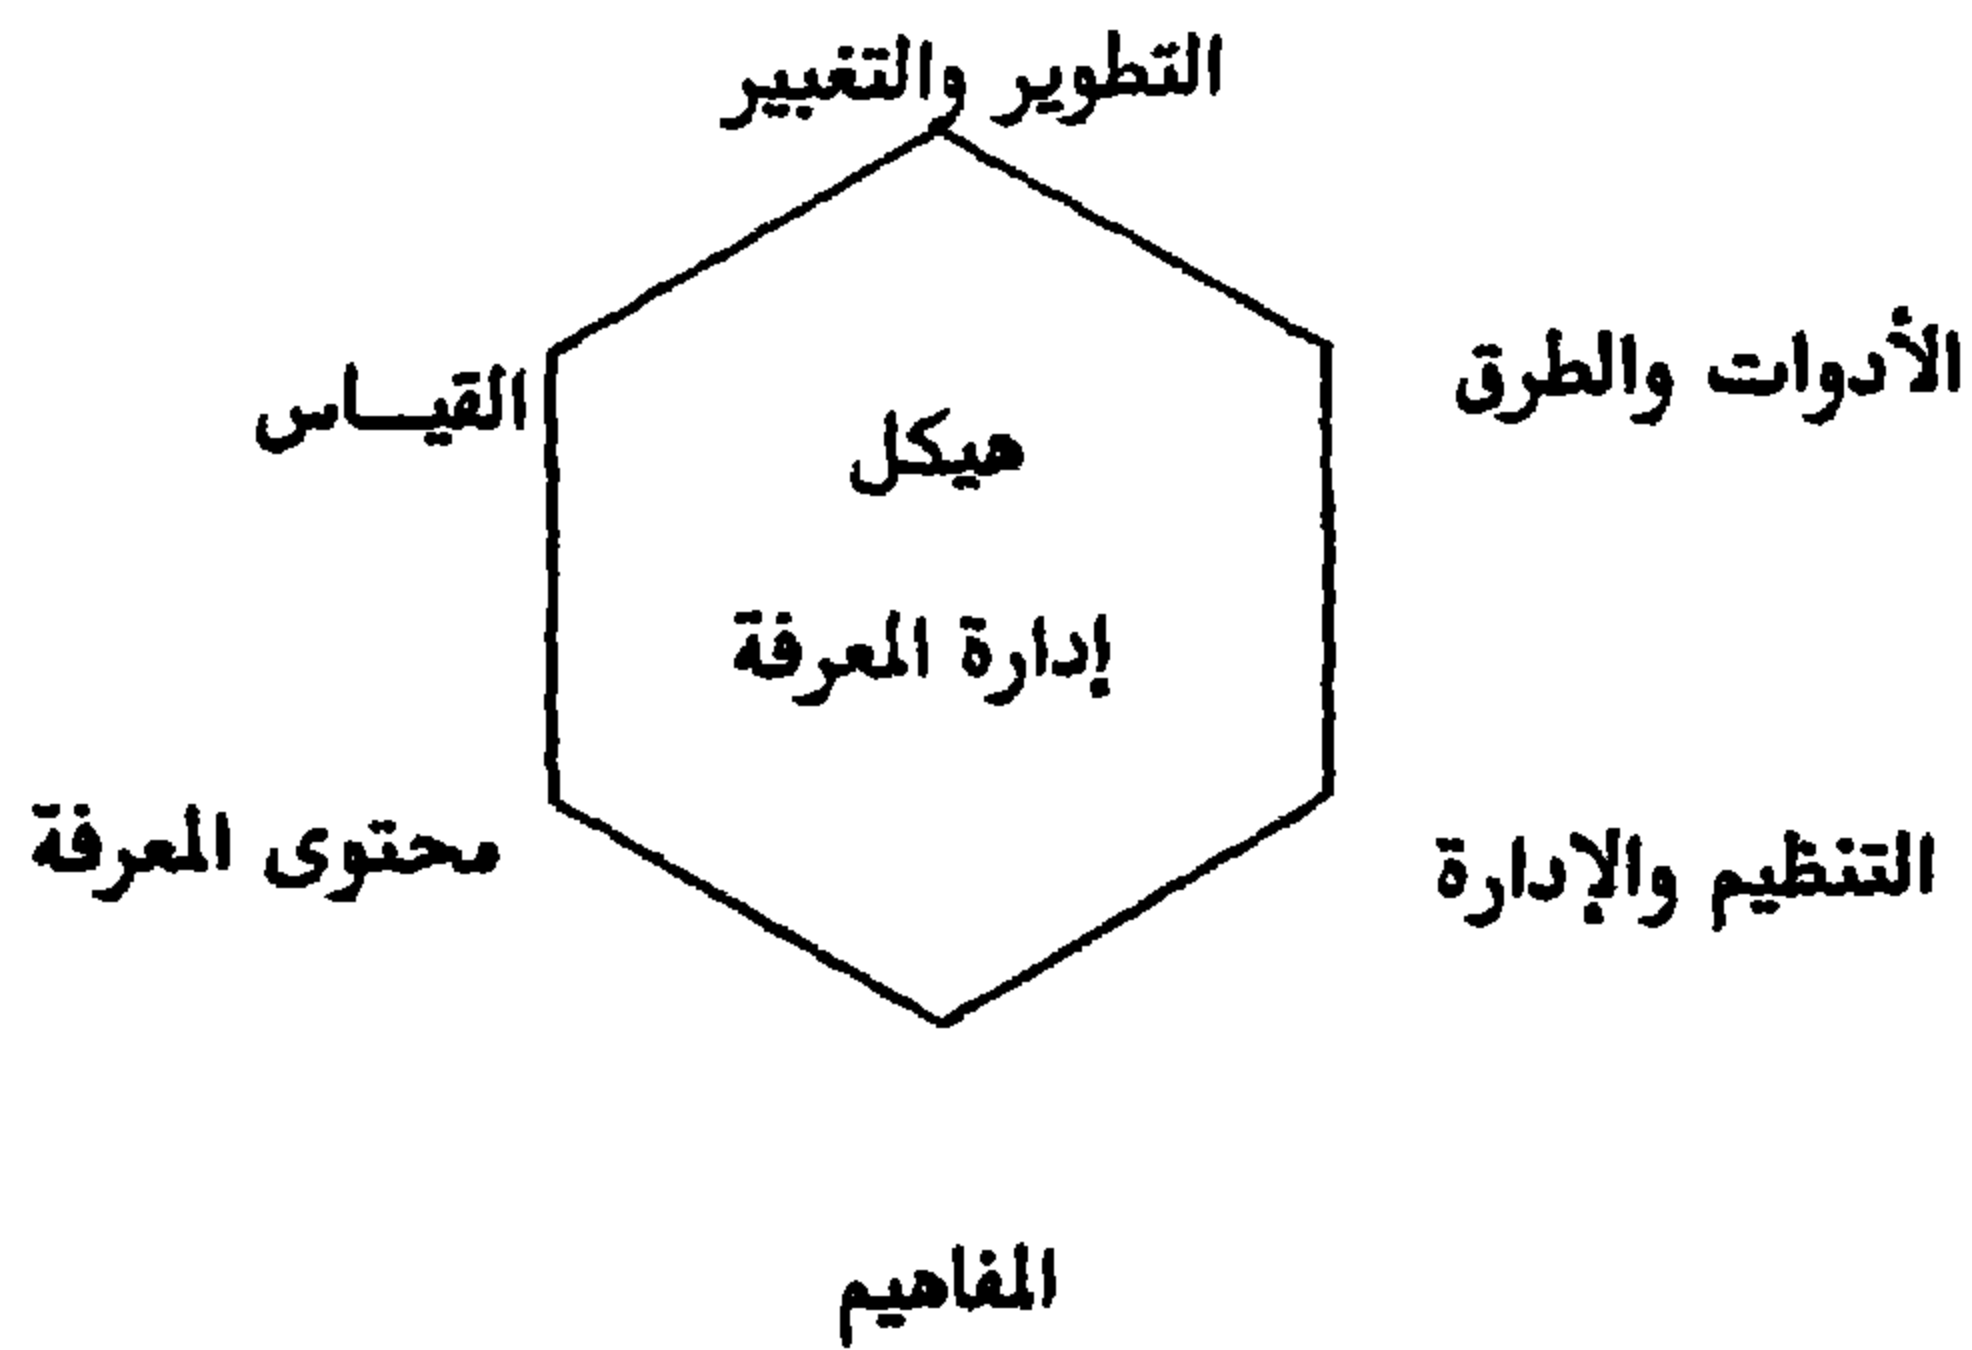 التطوير والتغيير
الأدوات والطرق
القيـــاس
هيكل
إدارة المعرفة
محتوى المعرفة
التنظيم والإدارة
المفاهيم